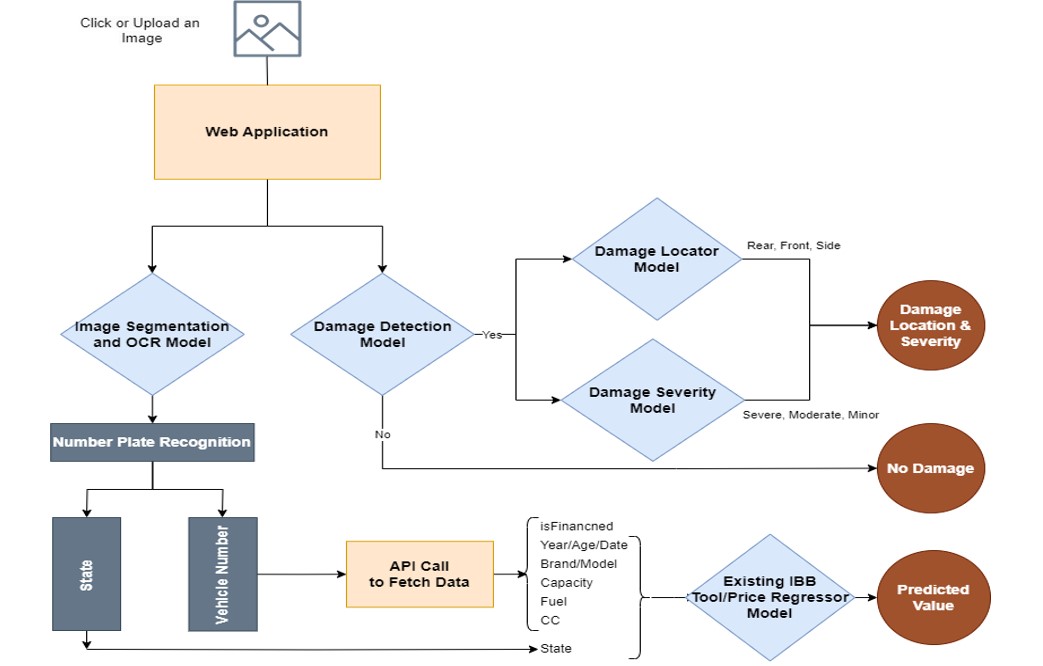 Click or Upload an
Image
Web Application
Image Segmentation
and OCR Model
Damage Detection
Model
Yes
No
Damage Locator
Model
Rear, Front, Side
Damage Severity
Model
Severe, Moderate, Minor
Damage
Location &
Severity
No Damage
Number Plate Recognition
State
Vehicle Number
API Call
to Fetch Data
isFinancned
Year/Age/Date
Brand/Model
Capacity
Fuel
CC
State
Existing IBB
Tool/Price Regressor
Model
Predicted
Value